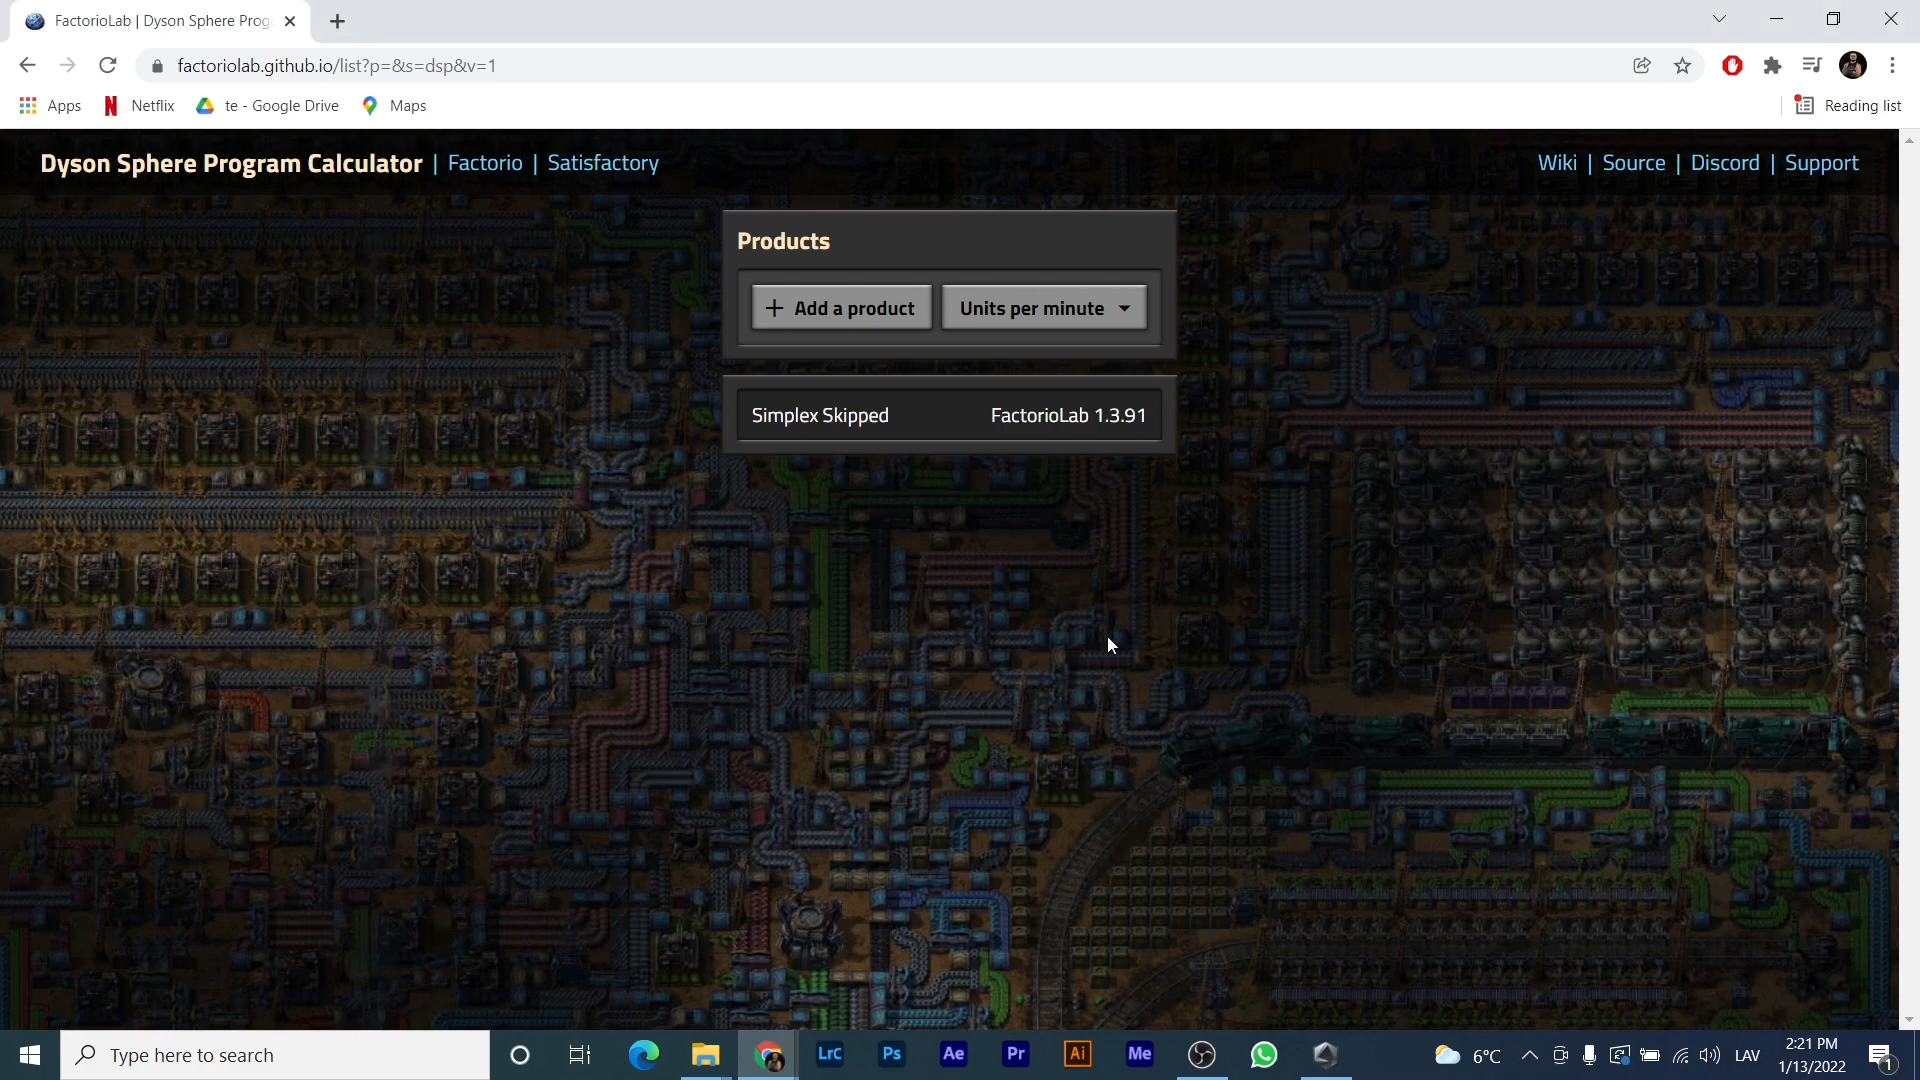 FactorioLab | Dyson Sphere Prog
factoriolab.github.io/list?p=&s=dsp&v=1
Apps Netflix te - Google Drive Maps Reading list
Dyson Sphere Program Calculator | Factorio | Satisfactory Wiki | Source | Discord | Support
Products
+ Add a product Units per minute
Simplex Skipped FactorioLab 1.3.91
Type here to search LrC Ps Ae Pr Ai Me 6°C LAV 2:21 PM
1/13/2022 1